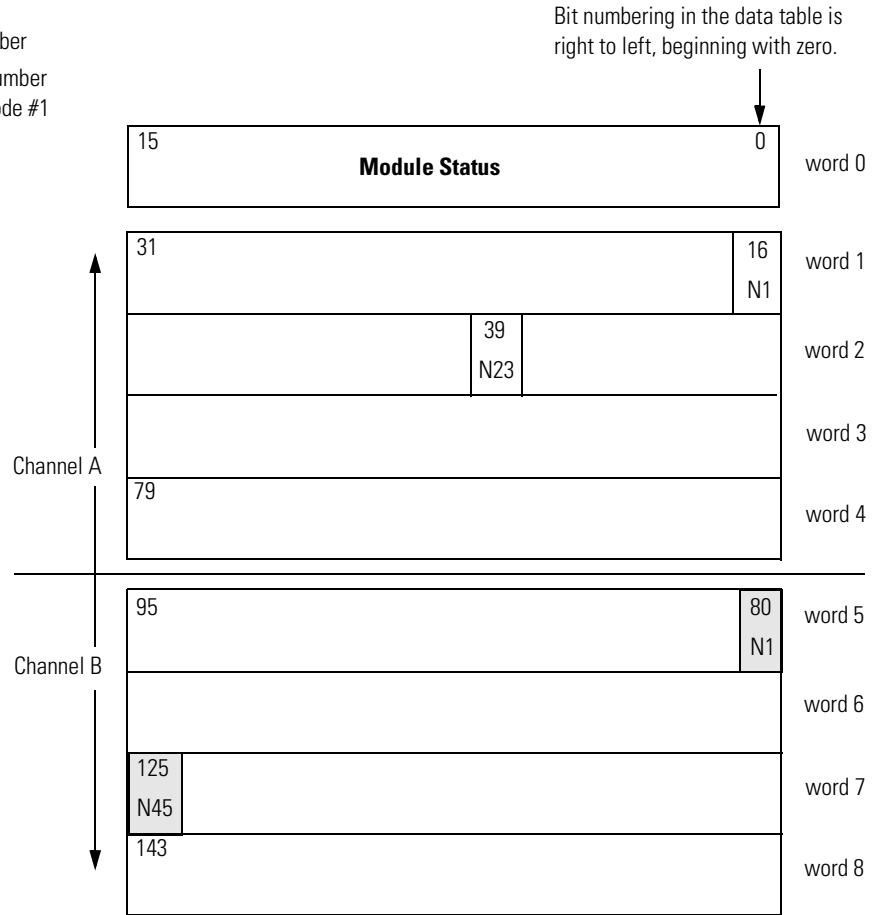 Bit numbering in the data table is
right to left, beginning with zero.
ber
umber
ode #1
15
0
Module Status
word 0
31
16
N1
word 1
39
N23
word 2
word 3
Channel A
79
word 4
95
80
N1
word 5
Channel B
word 6
125
N45
word 7
143
word 8